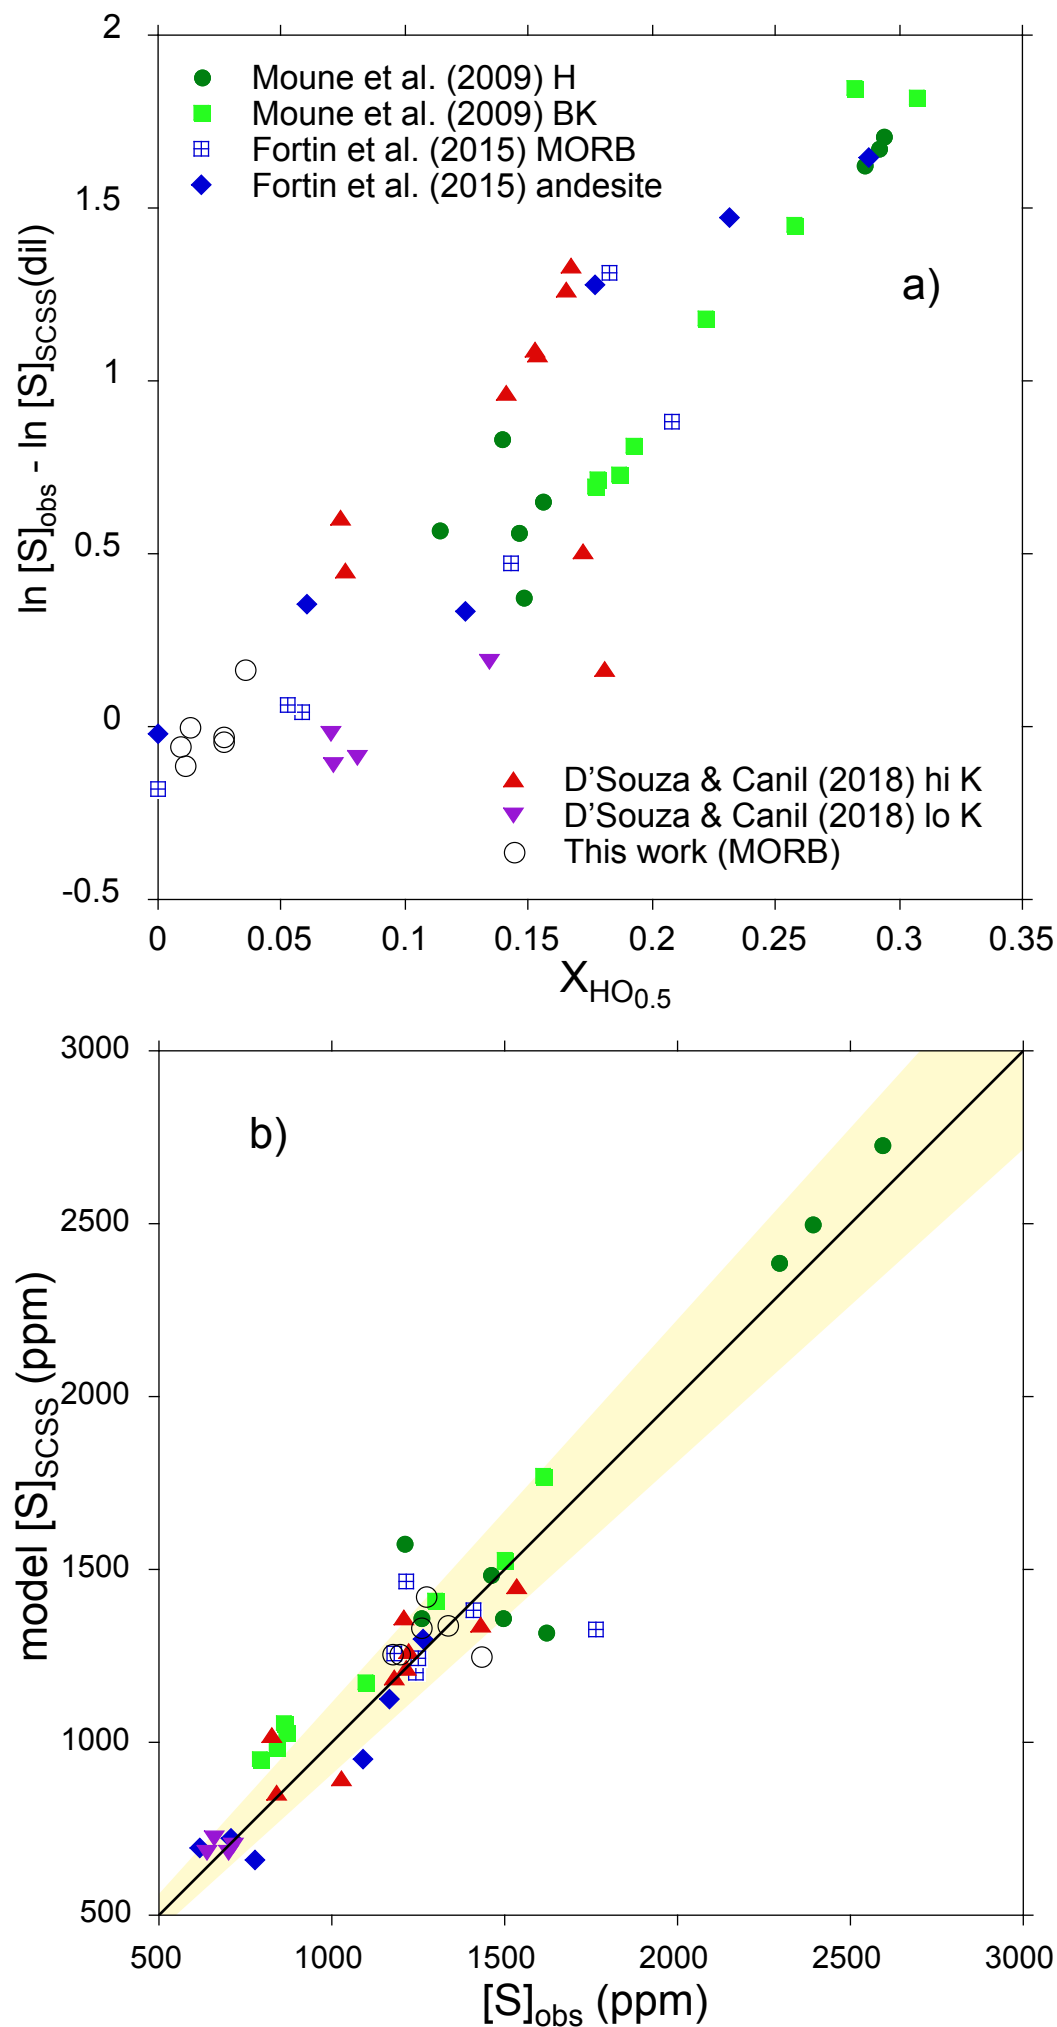 2
Moune et al. (2009) H
Moune et al. (2009) BK
Fortin et al. (2015) MORB
Fortin et al. (2015) andesite
1.5
a)
1
0.5
0
-0.5
ln [S]obs - ln [S]SCSS(dil)
D'Souza & Canil (2018) hi K
D'Souza & Canil (2018) lo K
This work (MORB)
0 0.05 0.1 0.15 0.2 0.25 0.3 0.35
XHO0.5
3000
b)
2500
2000
1500
1000
500
model [S]SCSS (ppm)
500 1000 1500 2000 2500 3000
[S]obs (ppm)